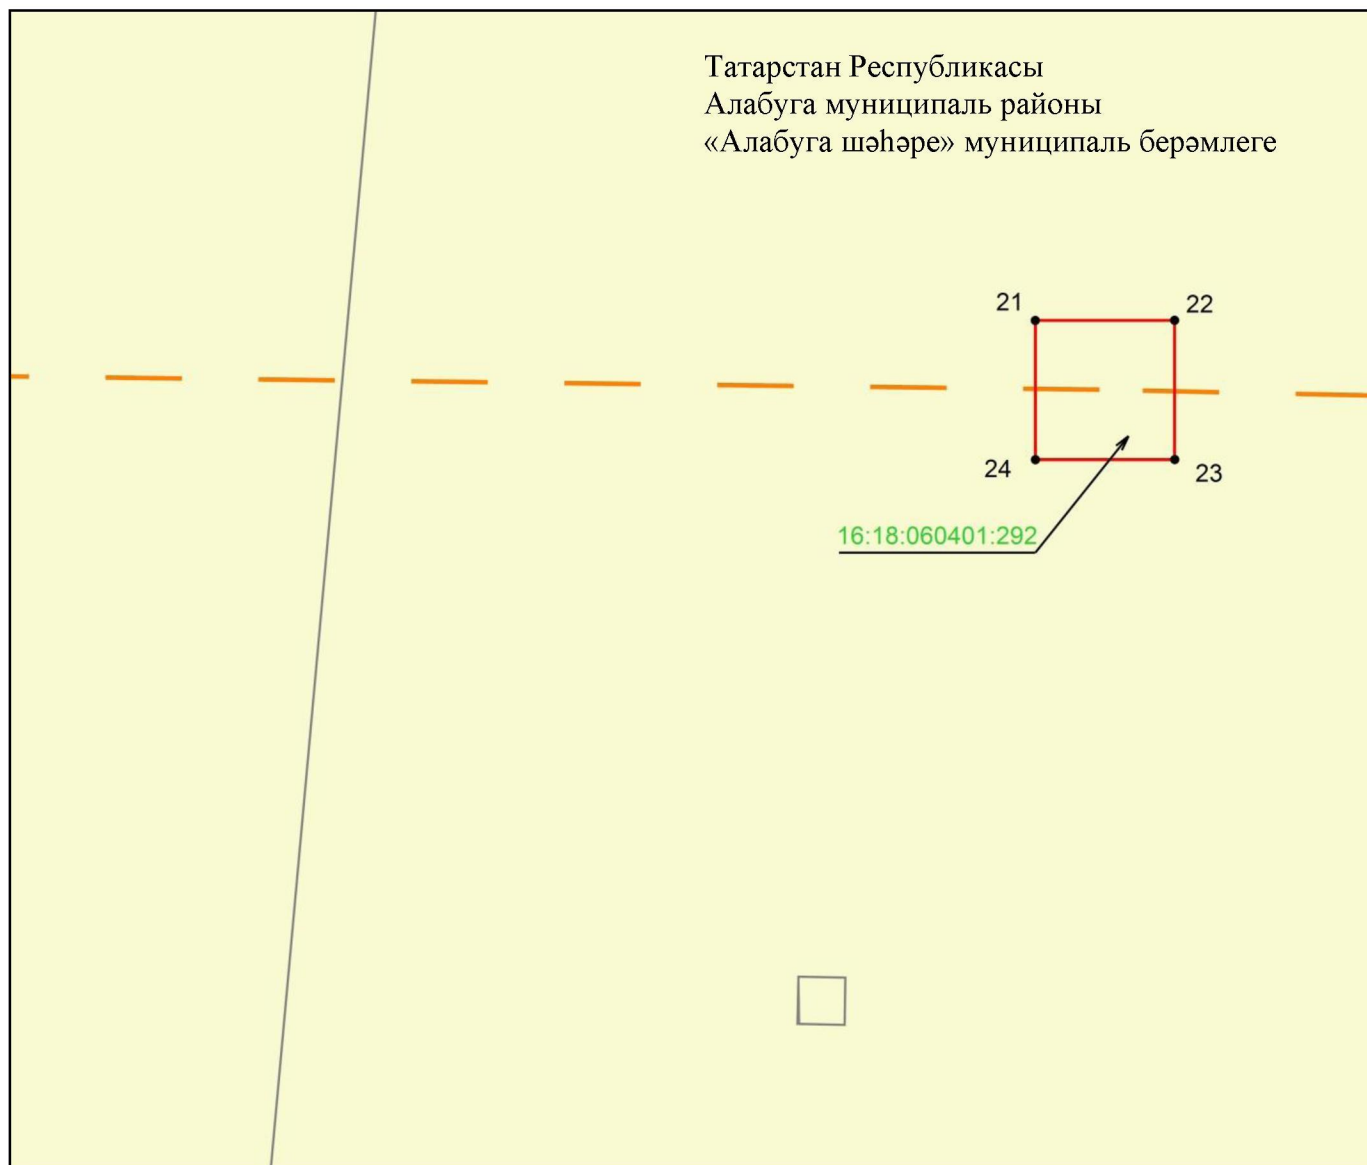 Татарстан Республикасы
Алабуга муниципаль районы
«Алабуга шәһәре» муниципаль берәмлеге
21
22
24
23
16:18:060401:292